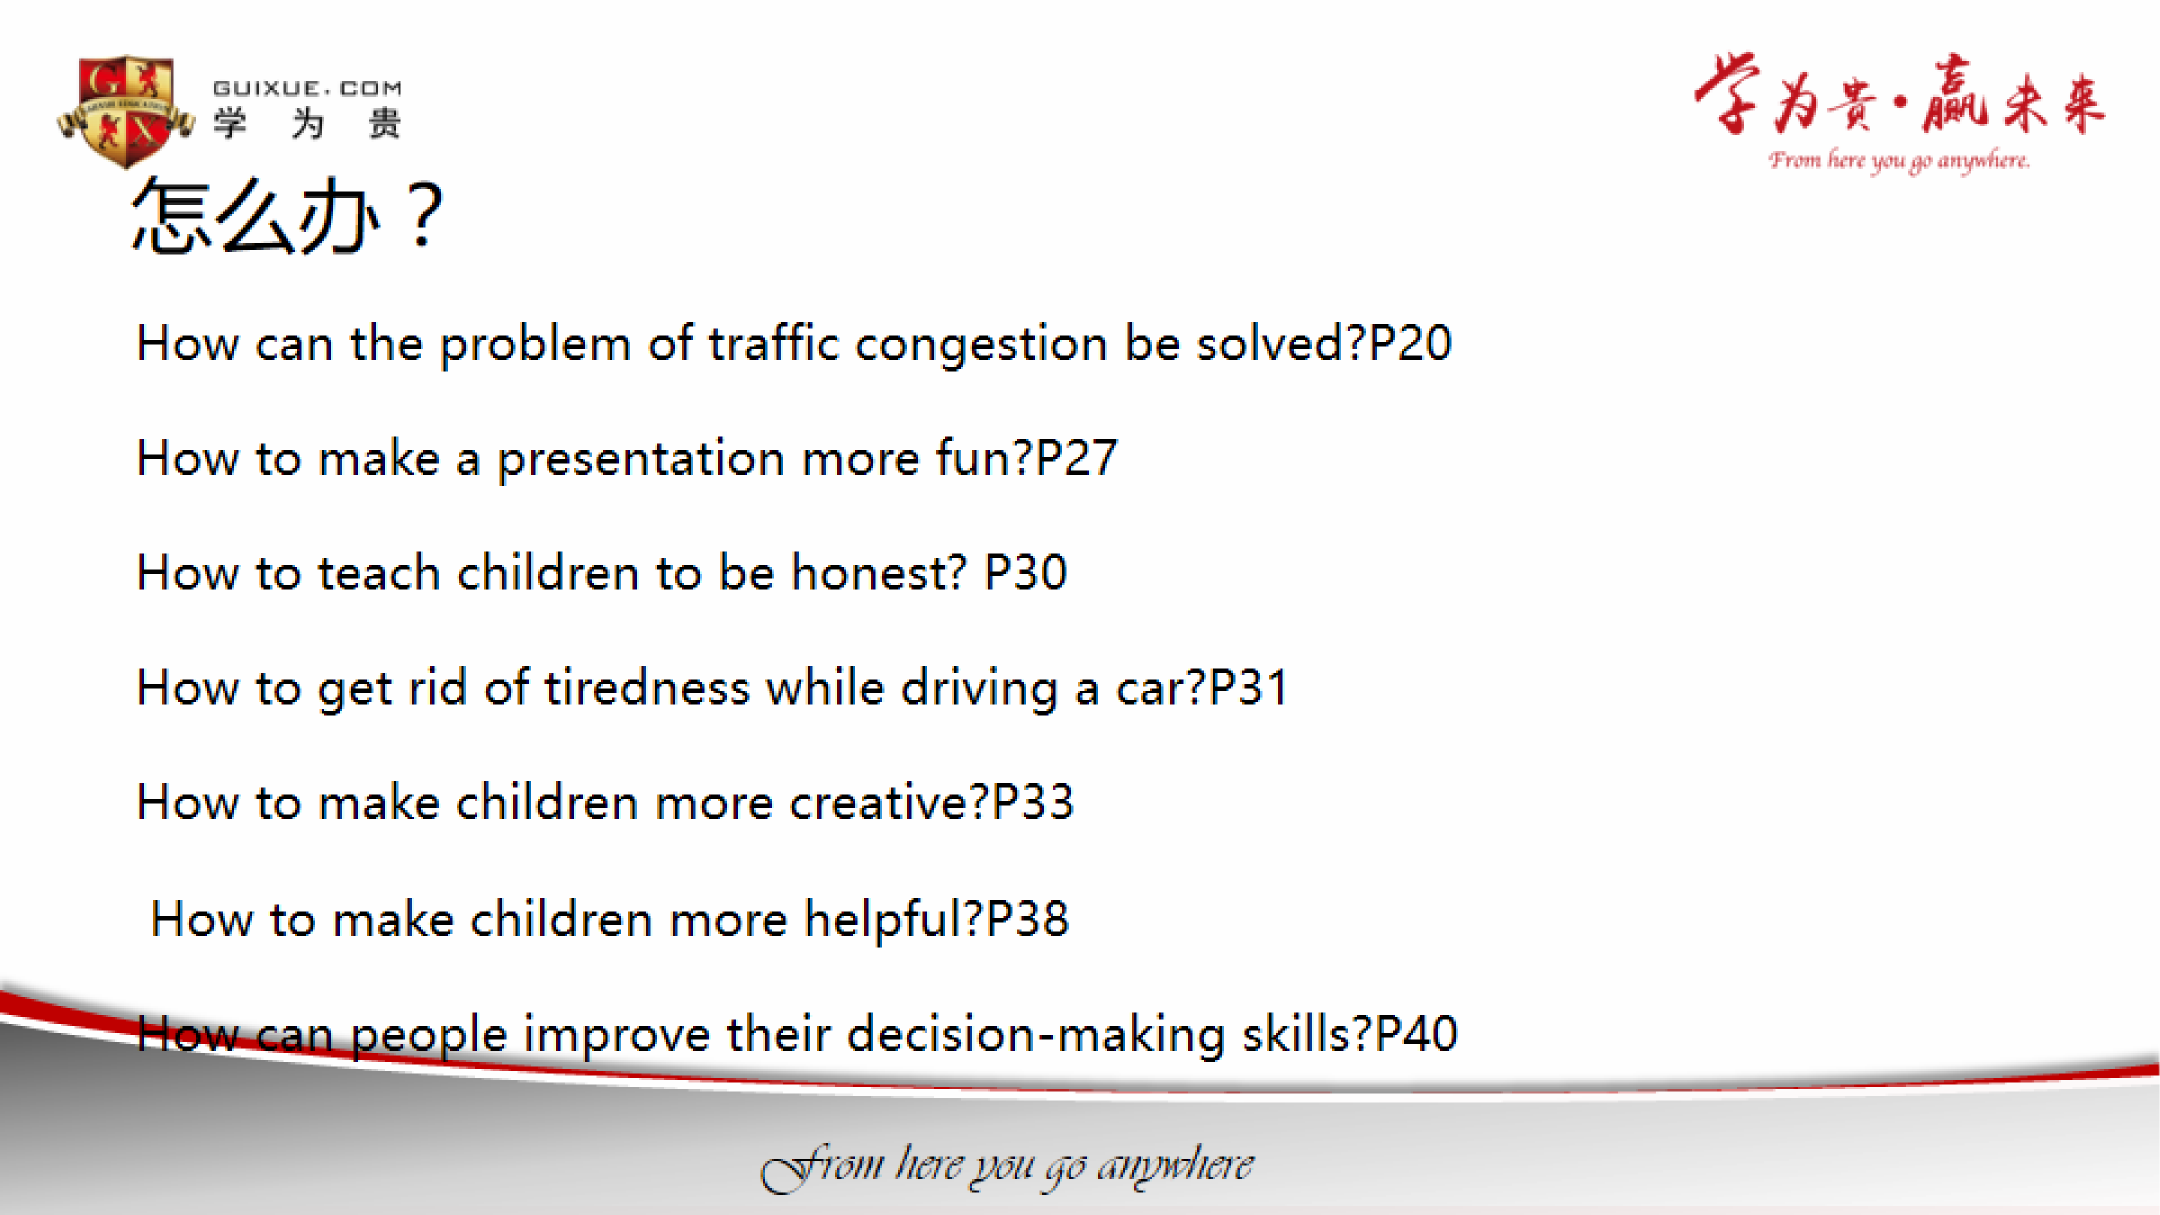 GUIXUE.COM
学为贵
学为贵·赢未来
From here you go anywhere.
怎么办？
How can the problem of traffic congestion be solved?P20
How to make a presentation more fun?P27
How to teach children to be honest? P30
How to get rid of tiredness while driving a car?P31
How to make children more creative?P33
How to make children more helpful?P38
How can people improve their decision-making skills?P40
From here you go anywhere